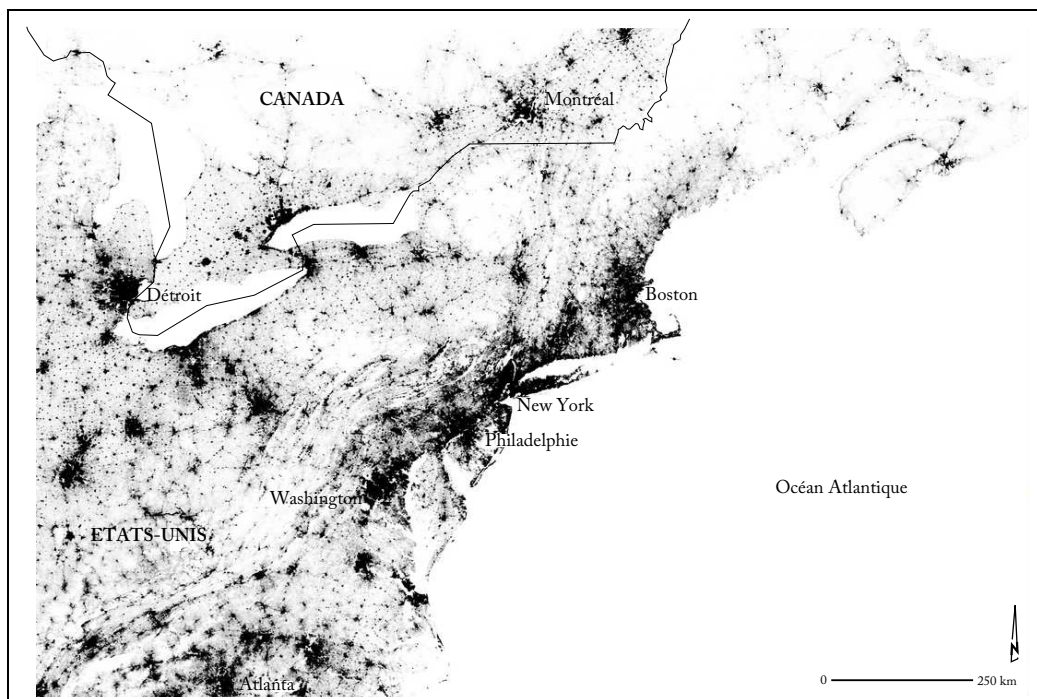 CANADA
Montréal
Détroit
Boston
New York
Philadelphie
Océan Atlantique
Washington
ETATS-UNIS
Atlanta
N
0 250 km